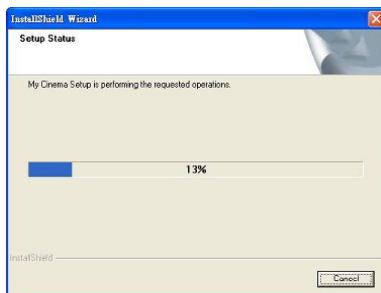 InstallShield Wizard
Setup Status
My Cinema Setup is performing the requested operations.
13%
InstallShield
Cancel